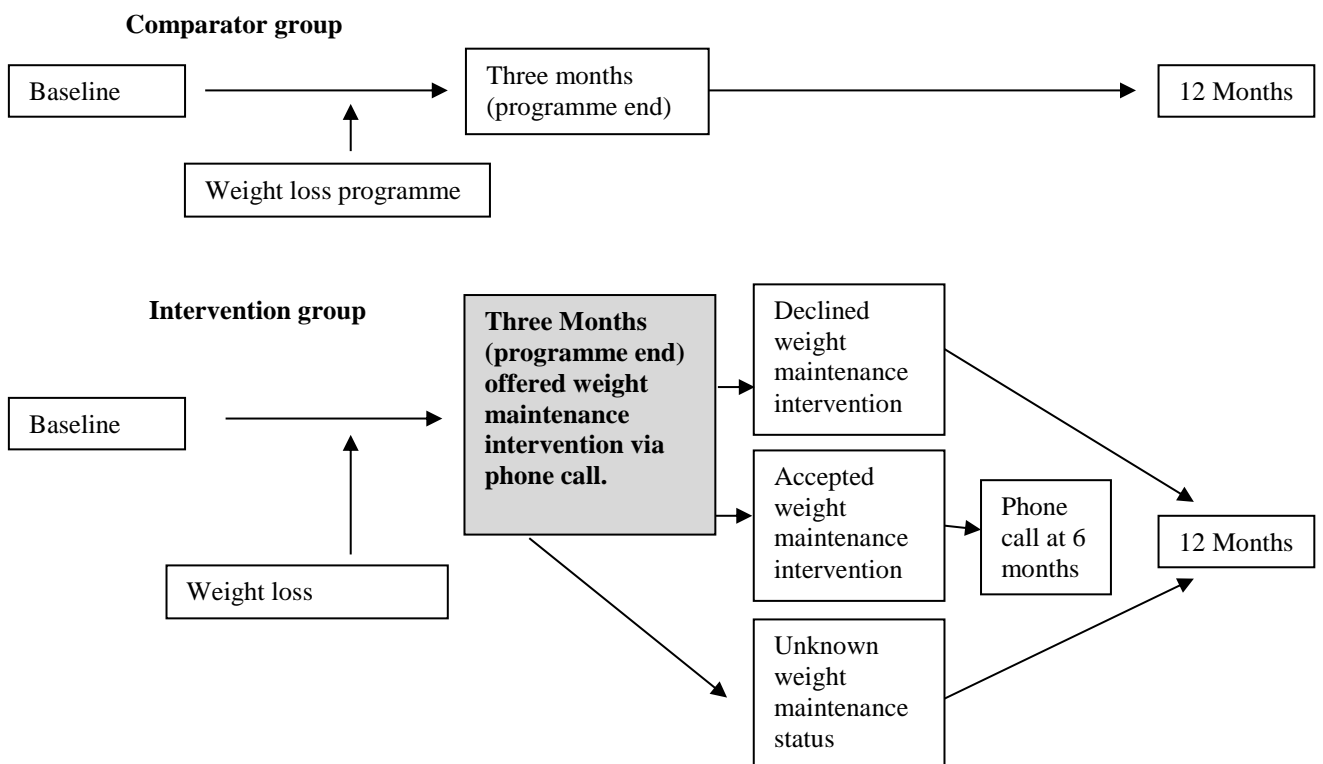 Comparator group
Baseline
Three months
(programme end)
12 Months
Weight loss programme
Intervention group
Baseline
Three Months
(programme end)
offered weight
maintenance
intervention via
phone call.
Declined
weight
maintenance
intervention
Accepted
weight
maintenance
intervention
Phone
call at 6
months
12 Months
Weight loss
Unknown
weight
maintenance
status